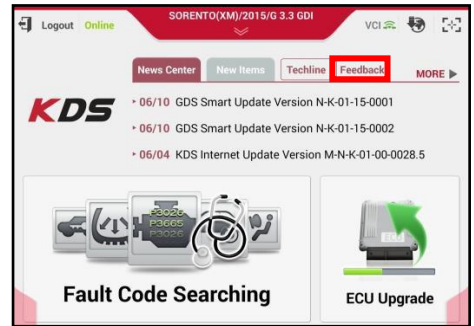 Logout Online SORENTO(XM)/2015/G 3.3 GDI VCI
News Center New Items Techline Feedback MORE ▶
KDS
06/10 GDS Smart Update Version N-K-01-15-0001
06/10 GDS Smart Update Version N-K-01-15-0002
06/04 KDS Internet Update Version M-N-K-01-00-0028.5
P3026
P3665
P3026
ECU
Fault Code Searching
ECU Upgrade